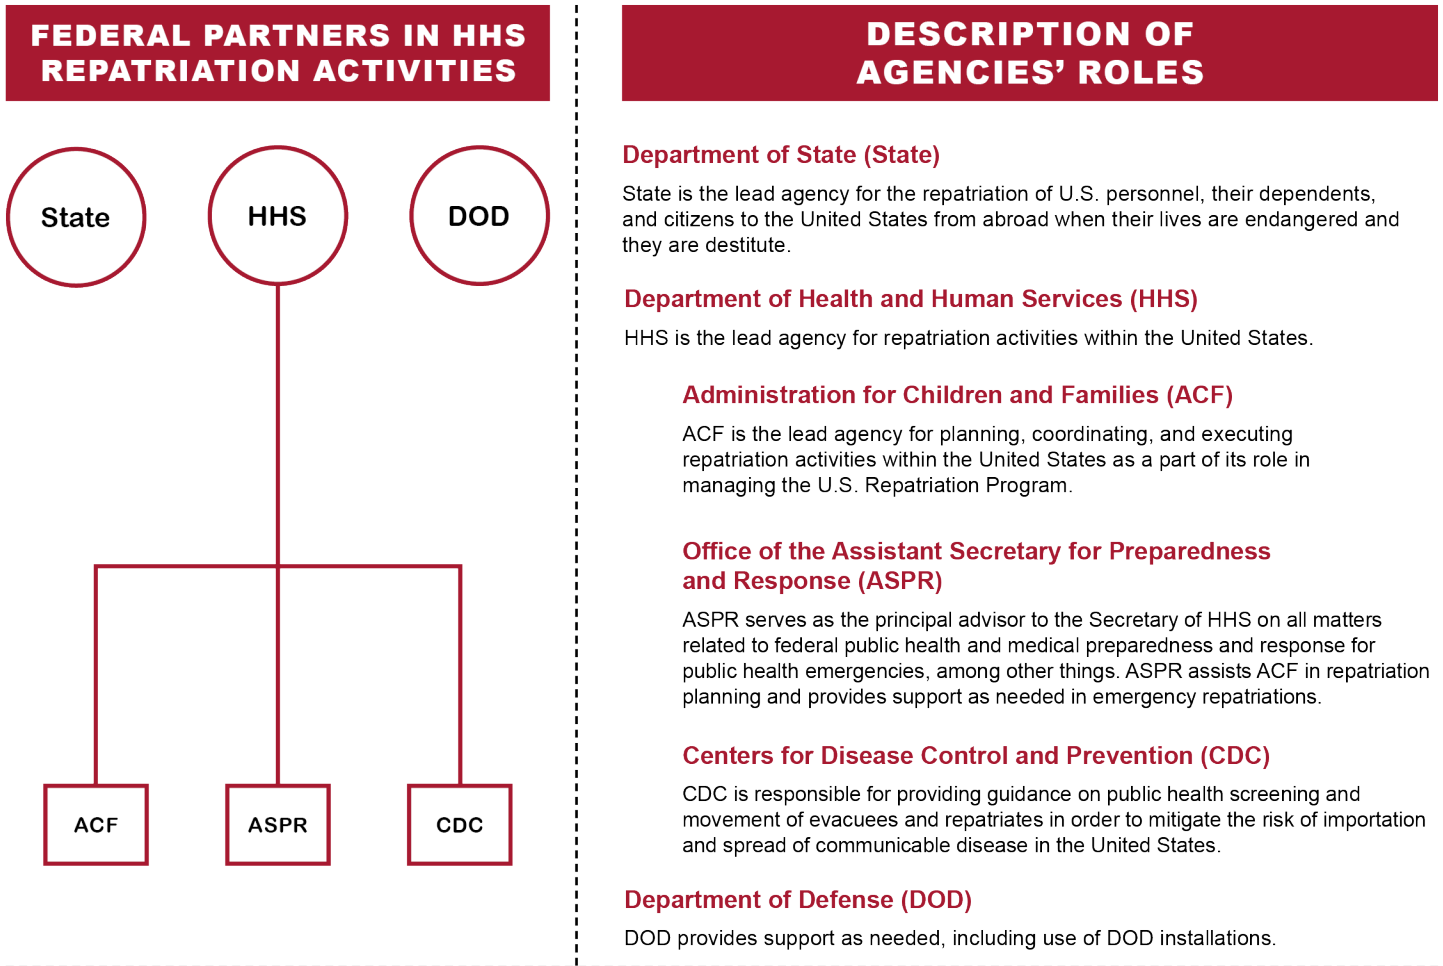 FEDERAL PARTNERS IN HHS
REPATRIATION ACTIVITIES
State
HHS
DOD
ACF
ASPR
CDC
DESCRIPTION OF
AGENCIES’ ROLES
Department of State (State)
State is the lead agency for the repatriation of U.S. personnel, their dependents,
and citizens to the United States from abroad when their lives are endangered and
they are destitute.
Department of Health and Human Services (HHS)
HHS is the lead agency for repatriation activities within the United States.
Administration for Children and Families (ACF)
ACF is the lead agency for planning, coordinating, and executing
repatriation activities within the United States as a part of its role in
managing the U.S. Repatriation Program.
Office of the Assistant Secretary for Preparedness
and Response (ASPR)
ASPR serves as the principal advisor to the Secretary of HHS on all matters
related to federal public health and medical preparedness and response for
public health emergencies, among other things. ASPR assists ACF in repatriation
planning and provides support as needed in emergency repatriations.
Centers for Disease Control and Prevention (CDC)
CDC is responsible for providing guidance on public health screening and
movement of evacuees and repatriates in order to mitigate the risk of importation
and spread of communicable disease in the United States.
Department of Defense (DOD)
DOD provides support as needed, including use of DOD installations.